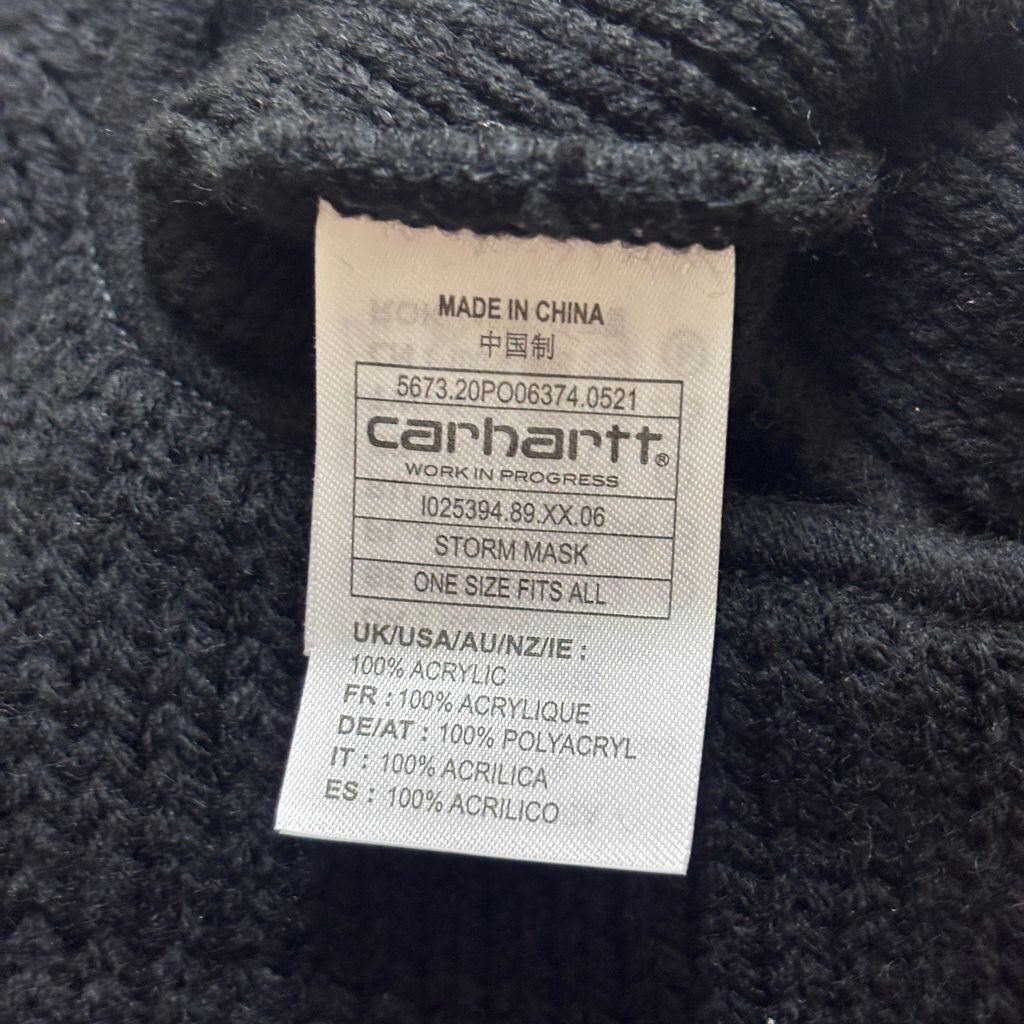 MADE IN CHINA
中国制
5673.20PO06374.0521
carhartt®
WORK IN PROGRESS
I025394.89.XX.06
STORM MASK
ONE SIZE FITS ALL
UK/USA/AU/NZ/IE :
100% ACRYLIC
FR : 100% ACRYLIQUE
DE/AT : 100% POLYACRYL
IT : 100% ACRILICA
ES : 100% ACRILICO